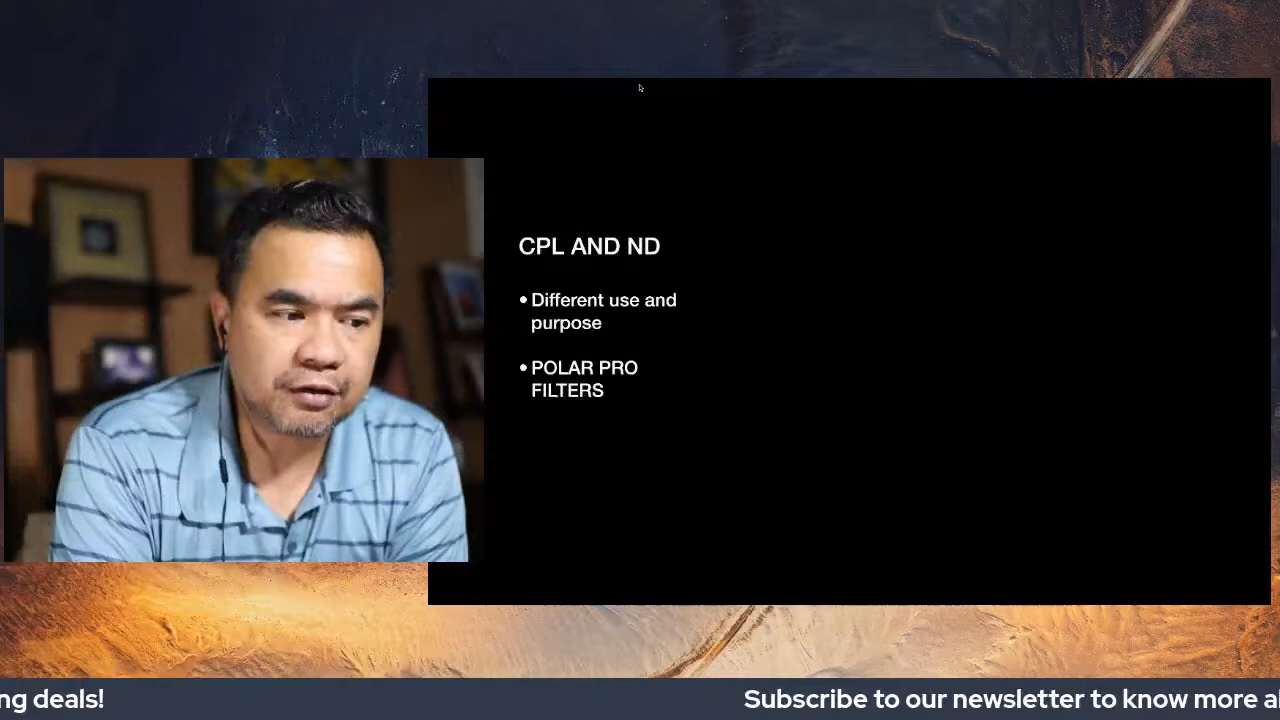 CPL AND ND
• Different use and
purpose
• POLAR PRO
FILTERS
ng deals!
Subscribe to our newsletter to know more a